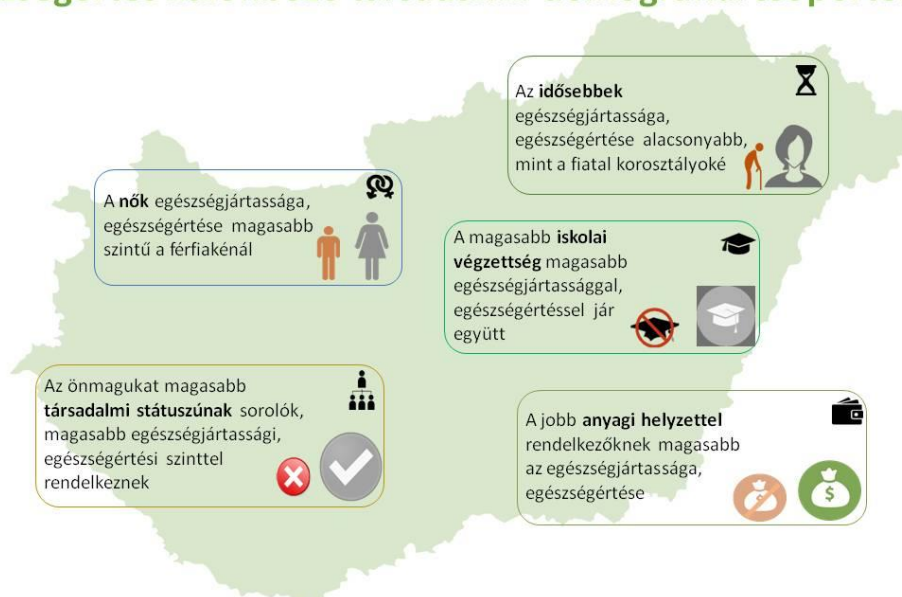 A nők egészségjártassága,
egészségértése magasabb
szintű a férfiakénál
Az idősebbek
egészségjártassága,
egészségértése alacsonyabb,
mint a fiatal korosztályoké
A magasabb iskolai
végzettség magasabb
egészségjártassággal,
egészségértéssel jár
együtt
Az önmagukat magasabb
társadalmi státuszúnak sorolók,
magasabb egészségjártassági,
egészségértési szinttel
rendelkeznek
A jobb anyagi helyzettel
rendelkezőknek magasabb
az egészségjártassága,
egészségértése
$